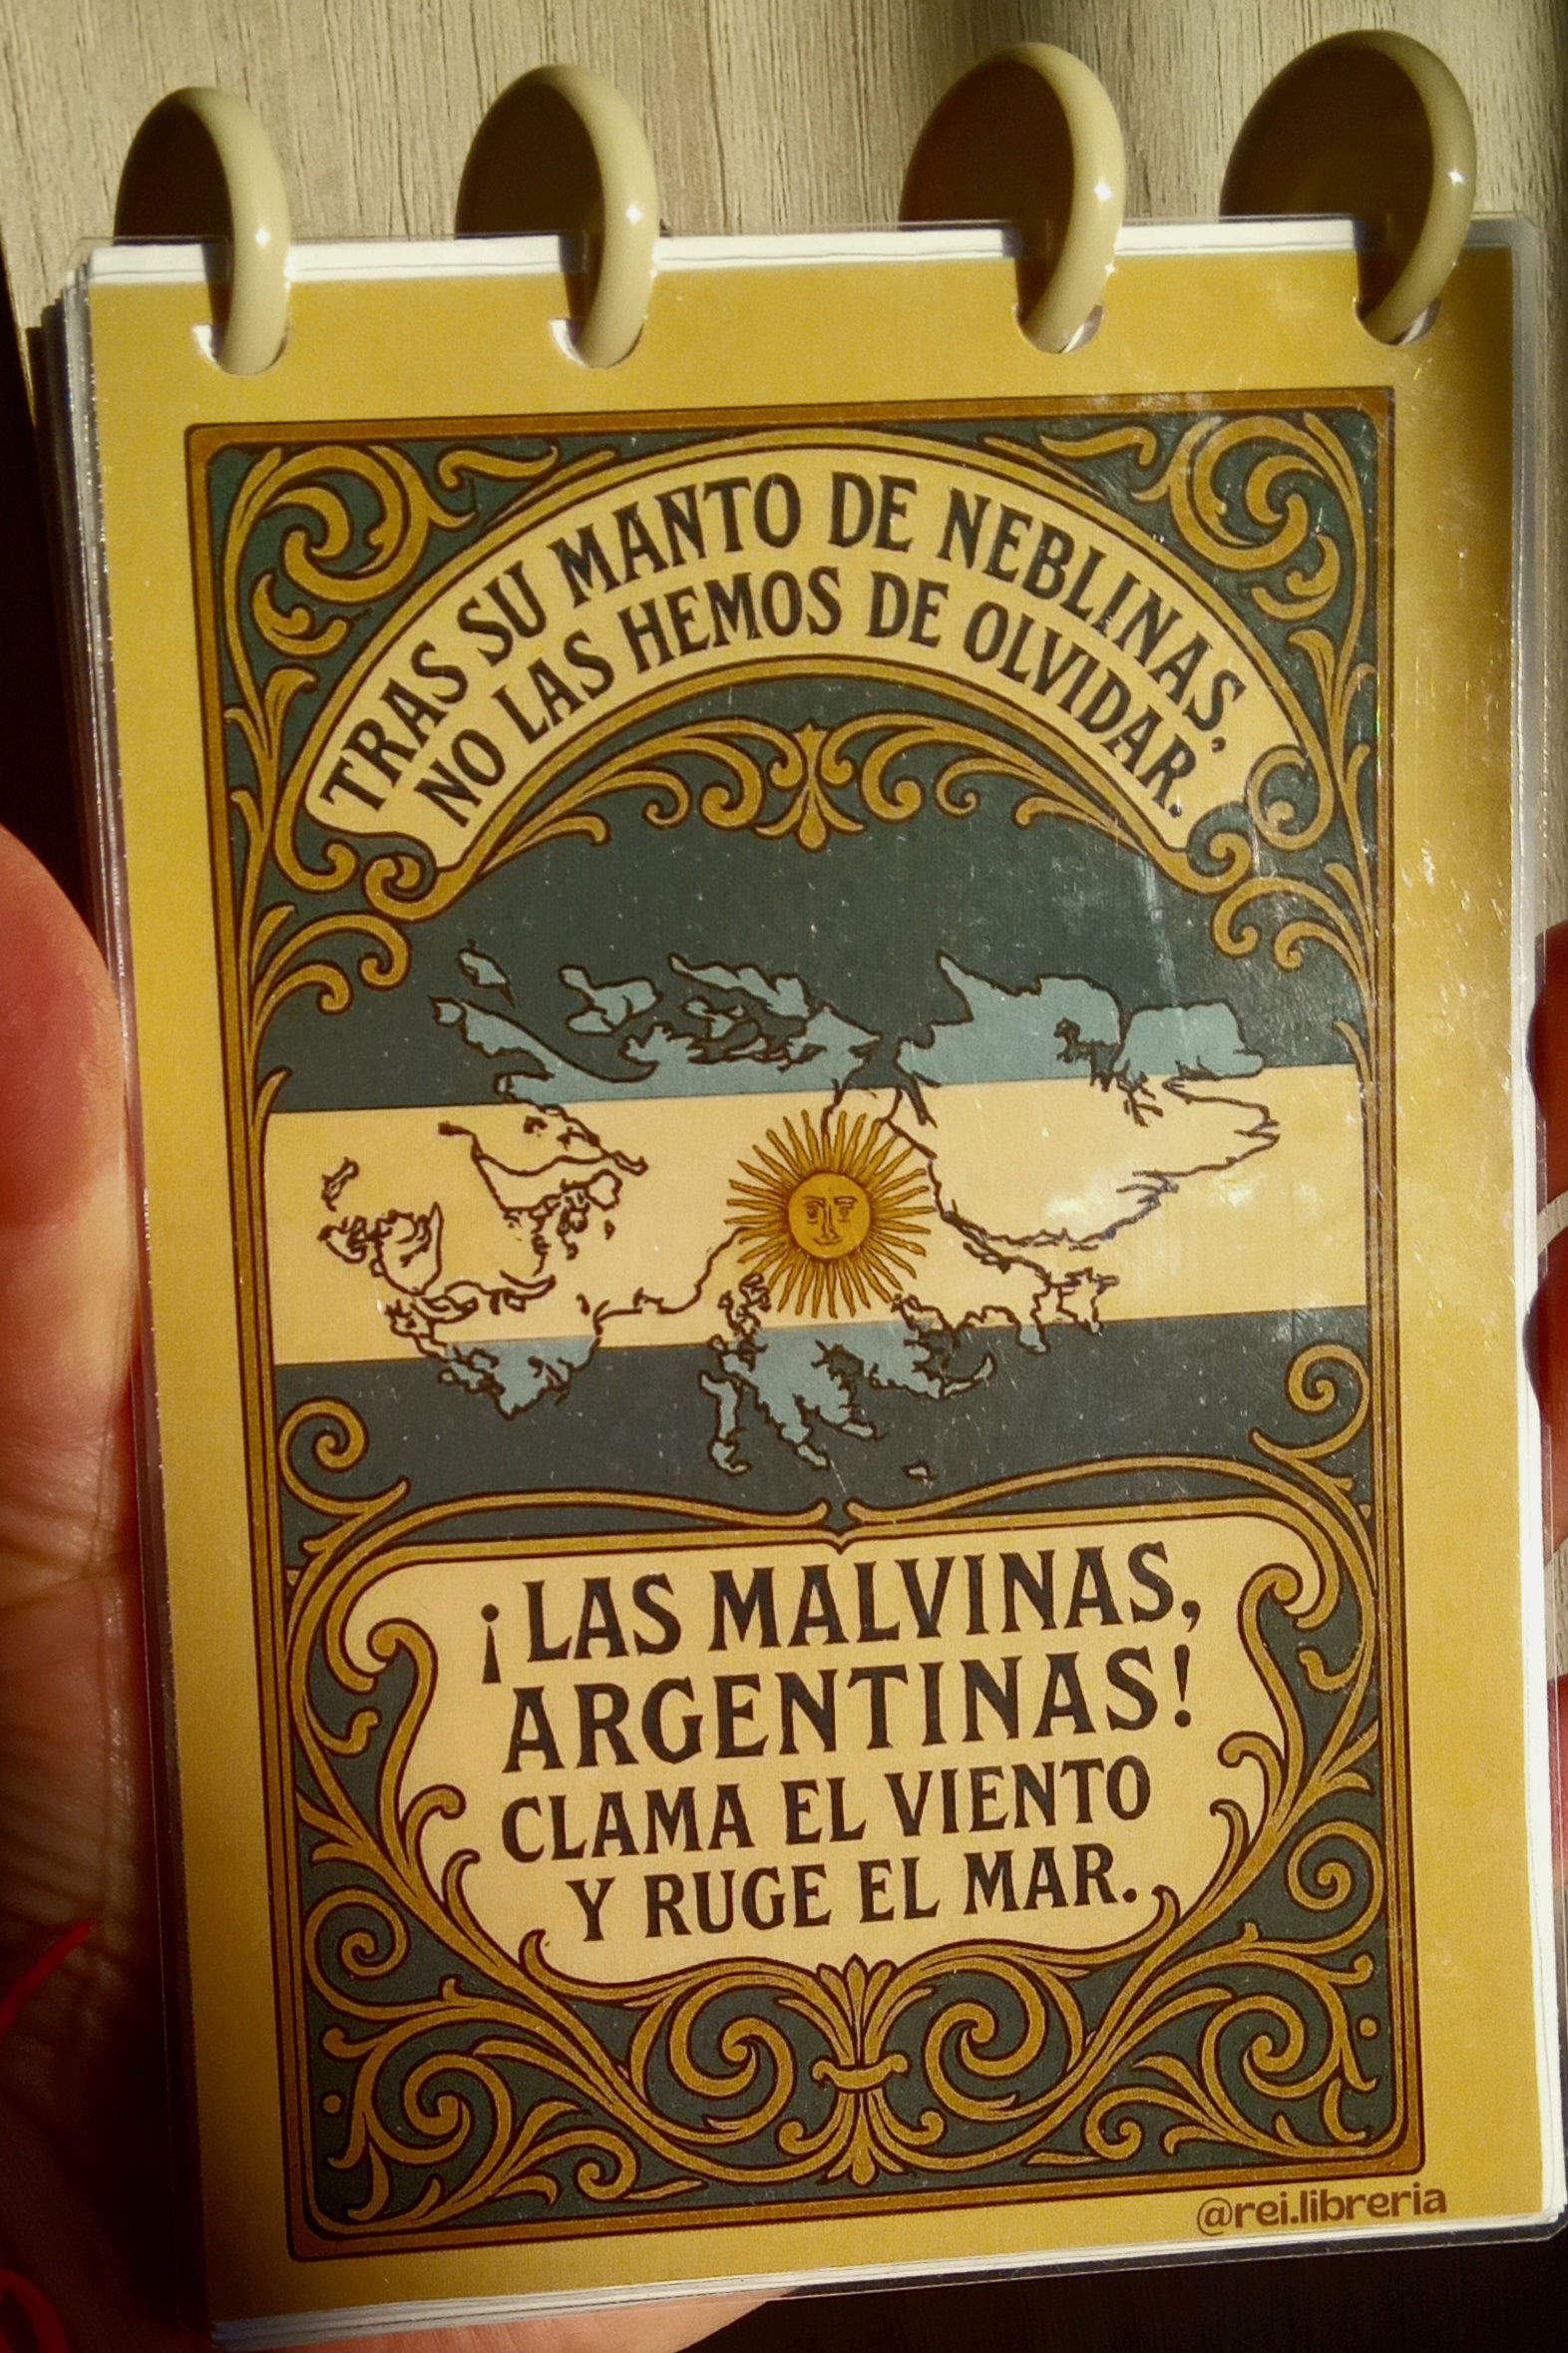 TRAS SU MANTO DE NEBLINAS,
NO LAS HEMOS DE OLVIDAR.
¡LAS MALVINAS,
ARGENTINAS!
CLAMA EL VIENTO
Y RUGE EL MAR.
@rei.libreria